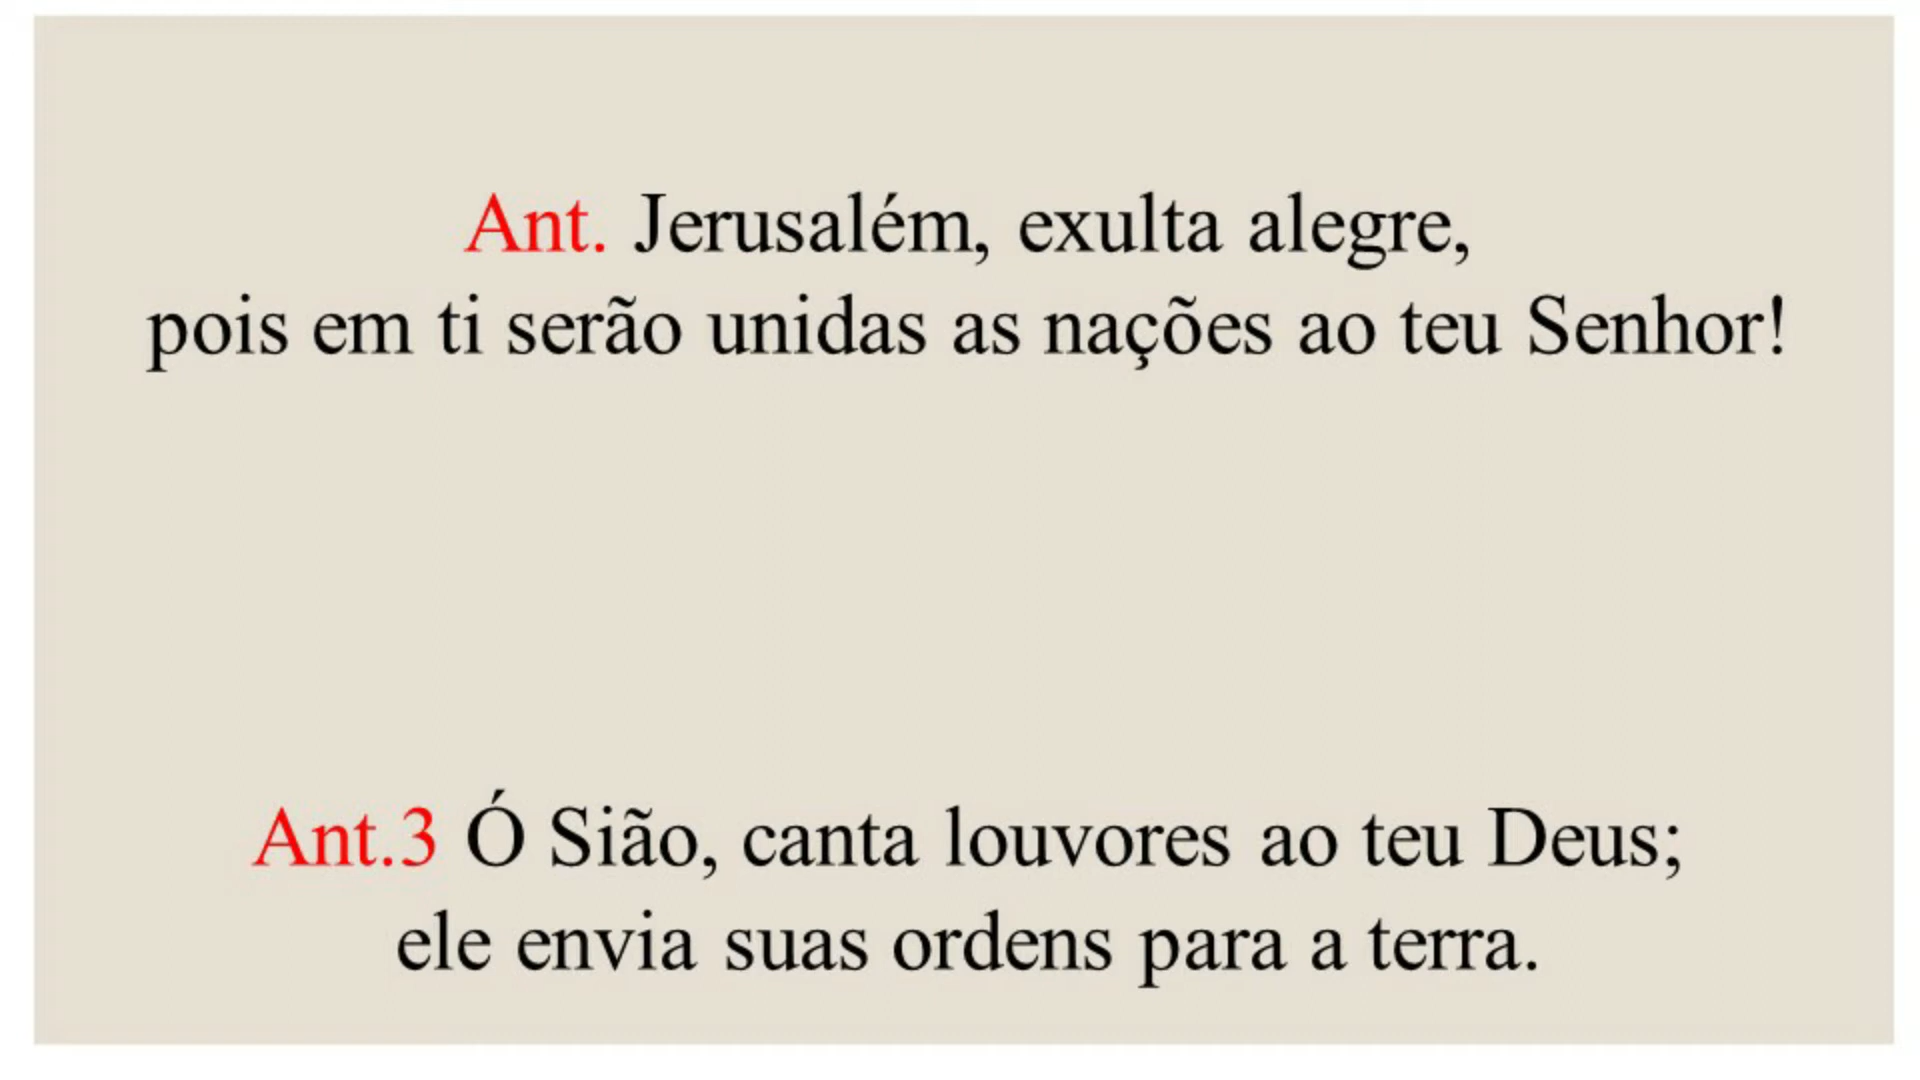 Ant. Jerusalém, exulta alegre,
pois em ti serão unidas as nações ao teu Senhor!
Ant.3 Ó Sião, canta louvores ao teu Deus;
ele envia suas ordens para a terra.